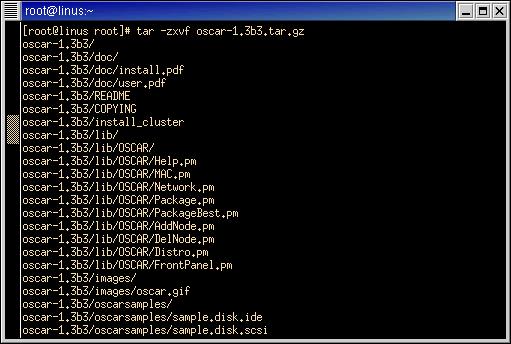 root@linus:~
[root@linus root]# tar -zxvf oscar-1.3b3.tar.gz
oscar-1.3b3/
oscar-1.3b3/doc/
oscar-1.3b3/doc/install.pdf
oscar-1.3b3/doc/user.pdf
oscar-1.3b3/README
oscar-1.3b3/COPYING
oscar-1.3b3/install_cluster
oscar-1.3b3/lib/
oscar-1.3b3/lib/OSCAR/
oscar-1.3b3/lib/OSCAR/Help.pm
oscar-1.3b3/lib/OSCAR/MAC.pm
oscar-1.3b3/lib/OSCAR/Network.pm
oscar-1.3b3/lib/OSCAR/Package.pm
oscar-1.3b3/lib/OSCAR/PackageBest.pm
oscar-1.3b3/lib/OSCAR/AddNode.pm
oscar-1.3b3/lib/OSCAR/DelNode.pm
oscar-1.3b3/lib/OSCAR/Distro.pm
oscar-1.3b3/lib/OSCAR/FrontPanel.pm
oscar-1.3b3/images/
oscar-1.3b3/images/oscar.gif
oscar-1.3b3/oscarsamples/
oscar-1.3b3/oscarsamples/sample.disk.ide
oscar-1.3b3/oscarsamples/sample.disk.scsi